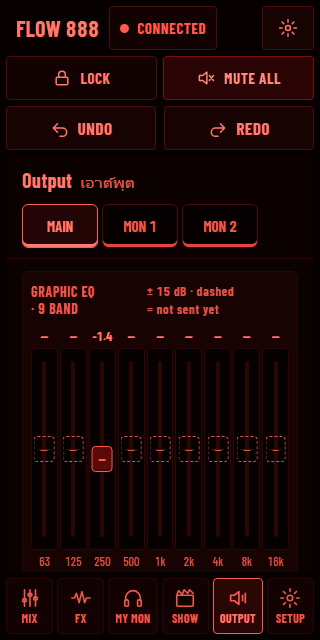 FLOW 888
CONNECTED
LOCK
MUTE ALL
UNDO
REDO
Output เอาต์พุต
MAIN
MON 1
MON 2
GRAPHIC EQ
· 9 BAND
± 15 dB · dashed
= not sent yet
– – -1.4 – – – – – –
63 125 250 500 1k 2k 4k 8k 16k
MIX
FX
MY MON
SHOW
OUTPUT
SETUP